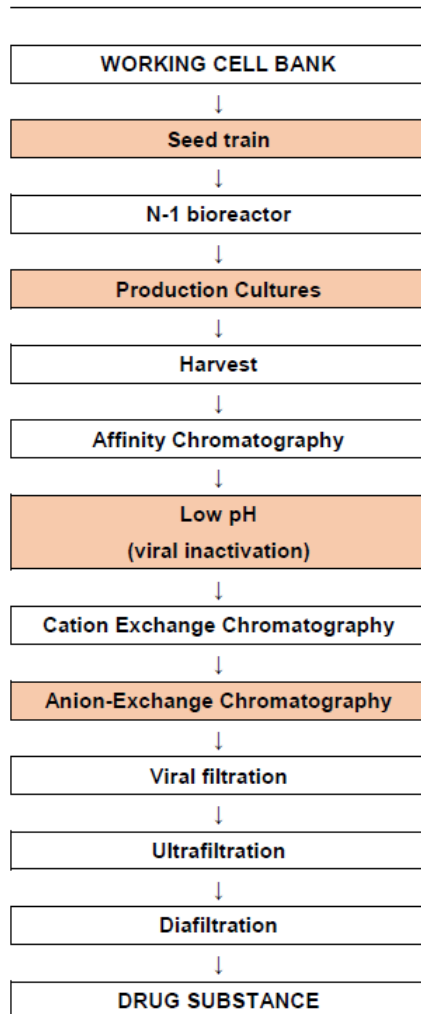 WORKING CELL BANK
↓
Seed train
↓
N-1 bioreactor
↓
Production Cultures
↓
Harvest
↓
Affinity Chromatography
↓
Low pH
(viral inactivation)
↓
Cation Exchange Chromatography
↓
Anion-Exchange Chromatography
↓
Viral filtration
↓
Ultrafiltration
↓
Diafiltration
↓
DRUG SUBSTANCE